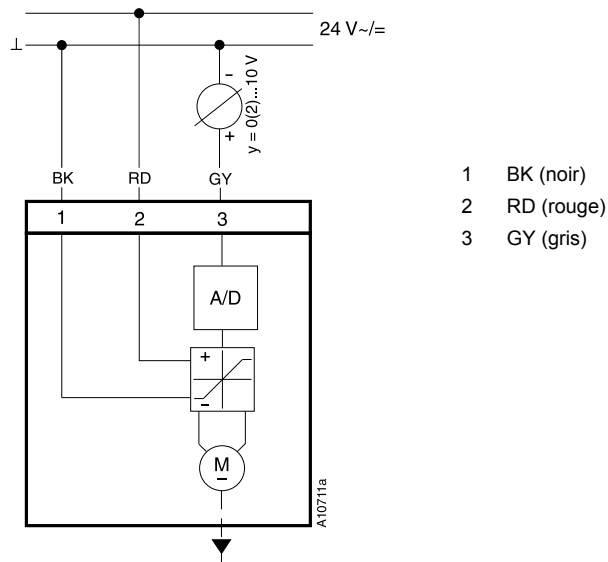 24 V~/=
⊥
-
+
y = 0(2)...10 V
BK
RD
GY
1
2
3
A/D
+
–
M
A10711a
1 BK (noir)
2 RD (rouge)
3 GY (gris)